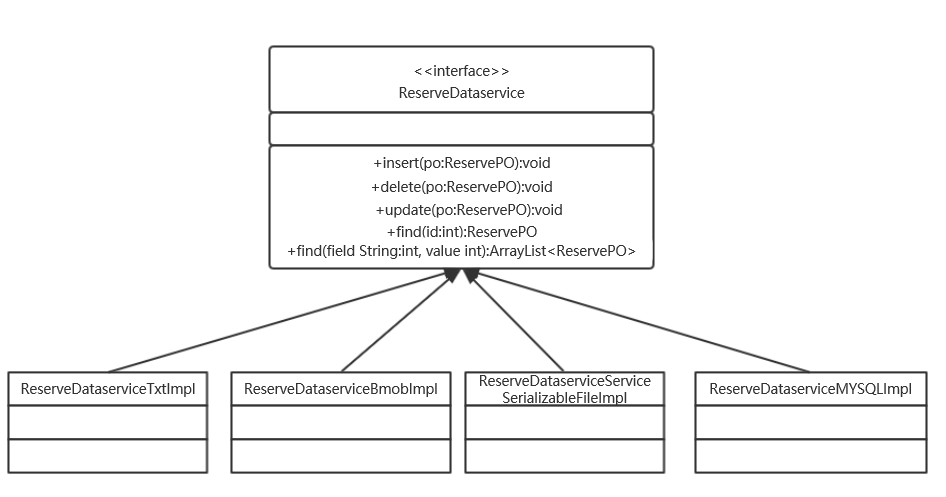 <<interface>>
ReserveDataservice
+insert(po:ReservePO):void
+delete(po:ReservePO):void
+update(po:ReservePO):void
+find(id:int):ReservePO
+find(field String:int, value int):ArrayList<ReservePO>
ReserveDataserviceTxtImpl
ReserveDataserviceBmobImpl
ReserveDataserviceService
SerializableFileImpl
ReserveDataserviceMYSQLImpl